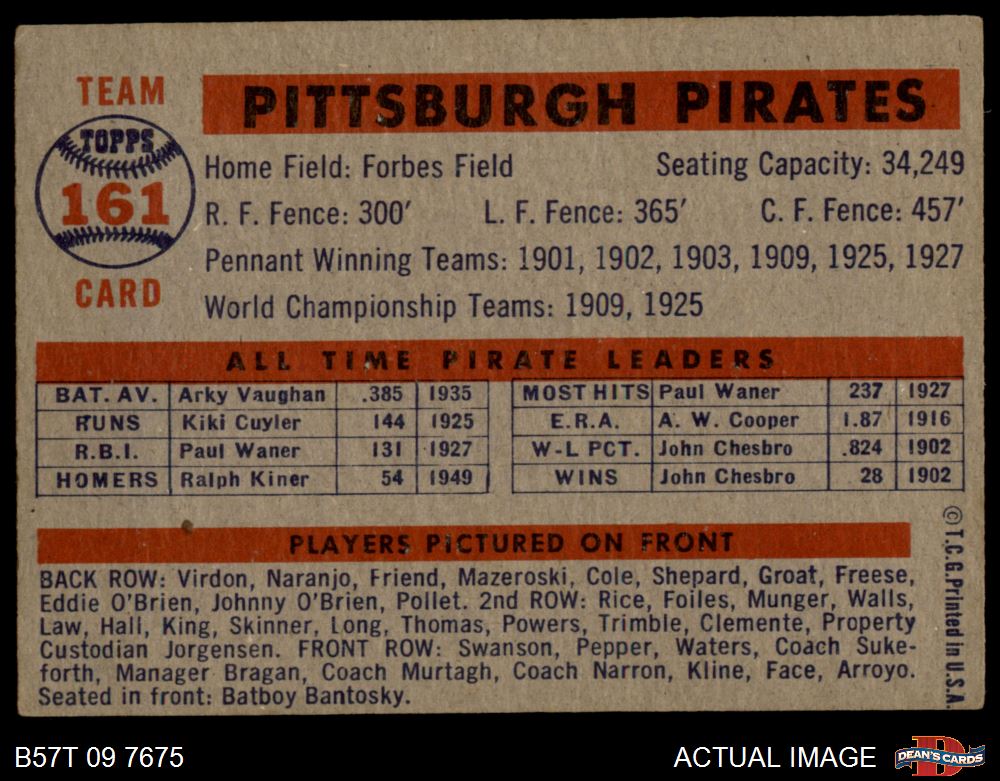 TEAM
TOPPS
161
CARD
PITTSBURGH PIRATES
Home Field: Forbes Field Seating Capacity: 34,249
R. F. Fence: 300′ L. F. Fence: 365′ C. F. Fence: 457′
Pennant Winning Teams: 1901, 1902, 1903, 1909, 1925, 1927
World Championship Teams: 1909, 1925
ALL TIME PIRATE LEADERS
BAT. AV. Arky Vaughan .385 1935
RUNS Kiki Cuyler 144 1925
R.B.I. Paul Waner 131 1927
HOMERS Ralph Kiner 54 1949
MOST HITS Paul Waner 237 1927
E.R.A. A. W. Cooper 1.87 1916
W-L PCT. John Chesbro .824 1902
WINS John Chesbro 28 1902
PLAYERS PICTURED ON FRONT
BACK ROW: Virdon, Naranjo, Friend, Mazeroski, Cole, Shepard, Groat, Freese,
Eddie O'Brien, Johnny O'Brien, Pollet. 2nd ROW: Rice, Foiles, Munger, Walls,
Law, Hall, King, Skinner, Long, Thomas, Powers, Trimble, Clemente, Property
Custodian Jorgensen. FRONT ROW: Swanson, Pepper, Waters, Coach Suke-
forth, Manager Bragan, Coach Murtagh, Coach Narron, Kline, Face, Arroyo.
Seated in front: Batboy Bantosky.
© T.C.G. Printed in U.S.A.
B57T 09 7675
ACTUAL IMAGE
D
DEAN'S CARDS